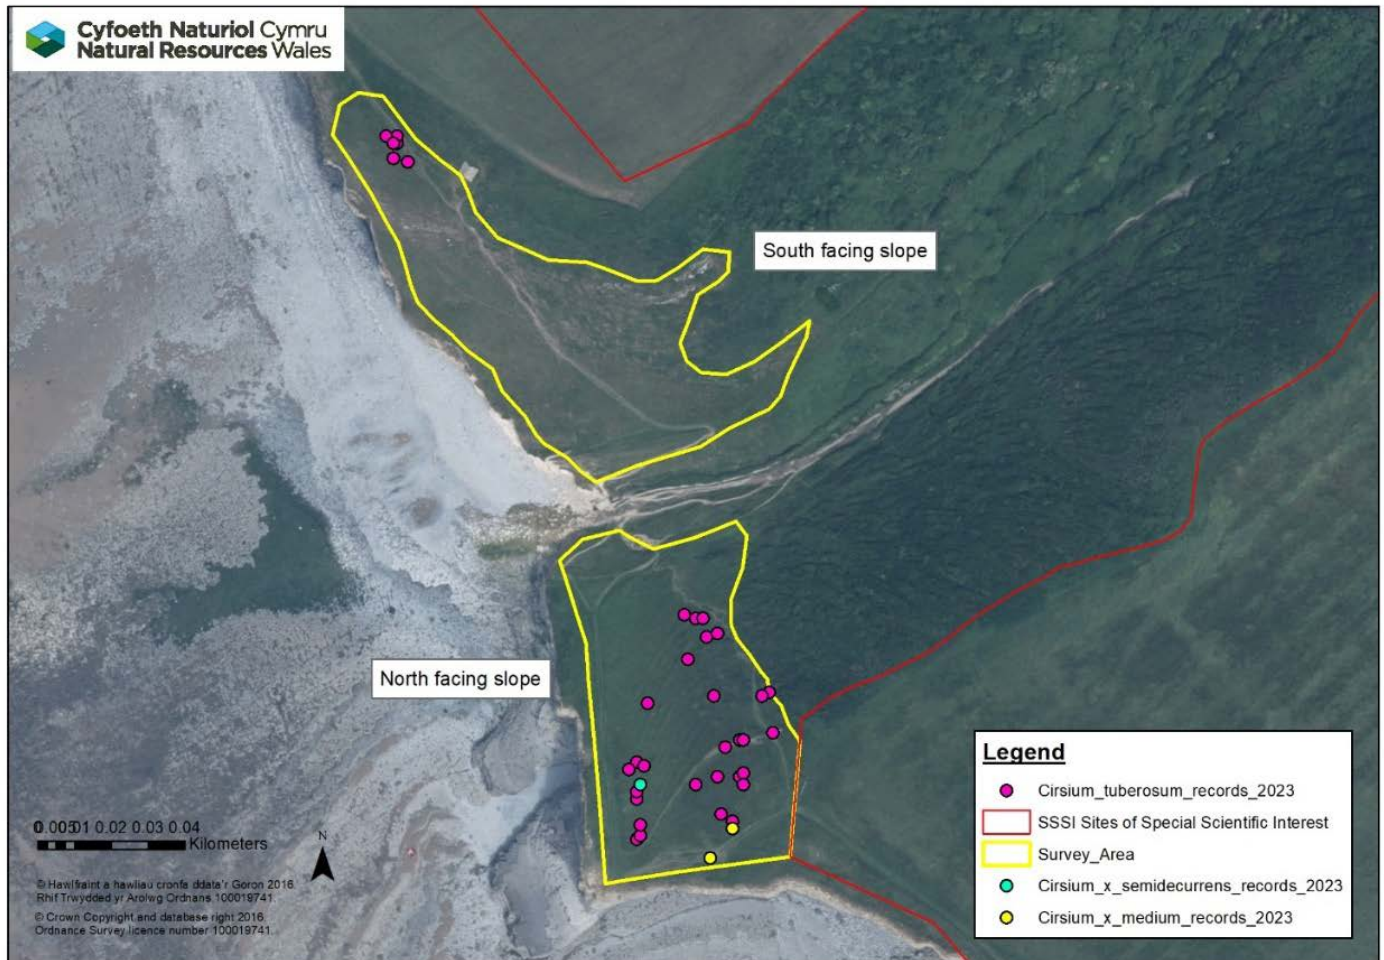 Cyfoeth Naturiol Cymru
Natural Resources Wales
South facing slope
North facing slope
Legend
Cirsium_tuberosum_records_2023
SSSI Sites of Special Scientific Interest
Survey_Area
Cirsium_x_semidecurrens_records_2023
Cirsium_x_medium_records_2023
0 0.005 01 0.02 0.03 0.04
Kilometers
N
© Hawlfraint a hawliau cronfa ddata'r Goron 2016.
Rhif Trwydded yr Arolwg Ordnans 100019741.
© Crown Copyright and database right 2016.
Ordnance Survey licence number 100019741.